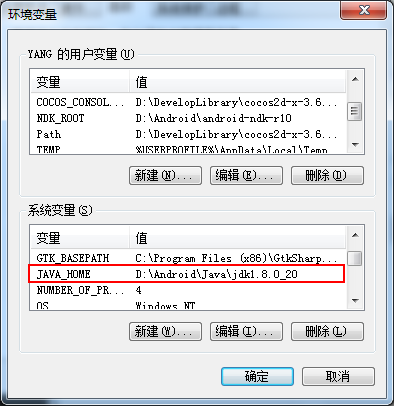 环境变量
YANG 的用户变量(U)
变量 值
COCOS_CONSOL... D:\DevelopLibrary\cocos2d-x-3.6...
NDK_ROOT D:\Android\android-ndk-r10
Path D:\DevelopLibrary\cocos2d-x-3.6...
TEMP %USERPROFILE%\AppData\Local\Temp
新建(N)... 编辑(E)... 删除(D)
系统变量(S)
变量 值
GTK_BASEPATH C:\Program Files (x86)\GtkSharp...
JAVA_HOME D:\Android\Java\jdk1.8.0_20
NUMBER_OF_PR... 4
OS Windows_NT
新建(W)... 编辑(I)... 删除(L)
确定 取消